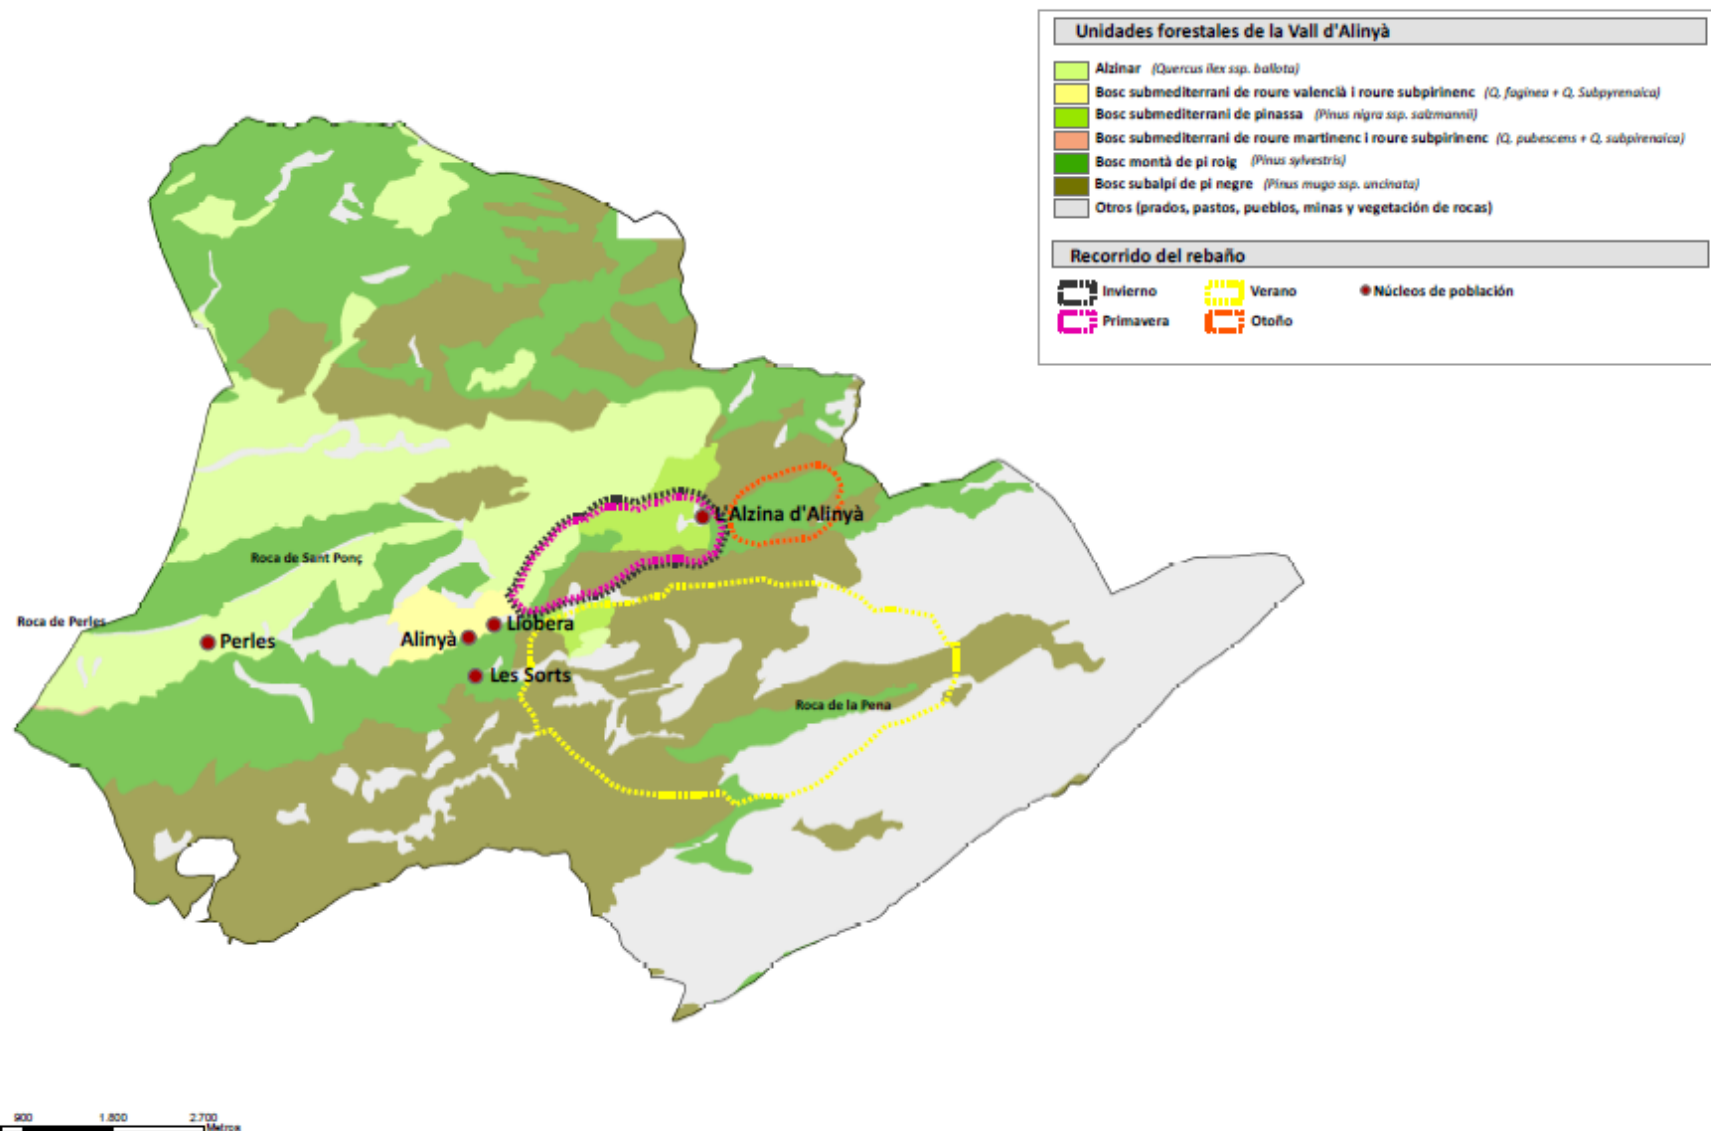 Unidades forestales de la Vall d'Alinyà
Alzinar (Quercus ilex ssp. ballota)
Bosc submediterrani de roure valencià i roure subpirinenc (Q. faginea + Q. Subpyrenaica)
Bosc submediterrani de pinassa (Pinus nigra ssp. salzmannii)
Bosc submediterrani de roure martinenc i roure subpirinenc (Q. pubescens + Q. subpirenaica)
Bosc montà de pi roig (Pinus sylvestris)
Bosc subalpí de pi negre (Pinus mugo ssp. uncinata)
Otros (prados, pastos, pueblos, minas y vegetación de rocas)
Recorrido del rebaño
Invierno Verano Núcleos de población
Primavera Otoño
L'Alzina d'Alinyà
Roca de Sant Ponç
Roca de Perles
Llobera
Perles
Alinyà
Les Sorts
Roca de la Pena
900 1.800 2.700
Metros